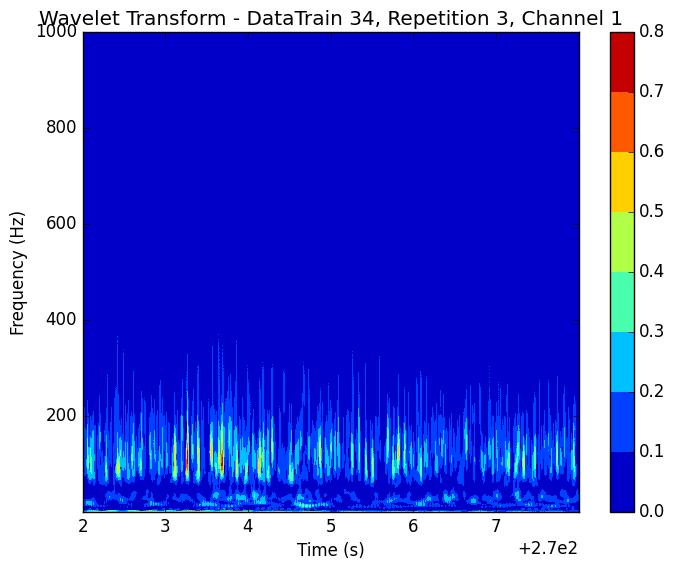 Wavelet Transform - DataTrain 34, Repetition 3, Channel 1
1000
800
600
400
200
Frequency (Hz)
2 3 4 5 6 7
Time (s)
+2.7e2
0.8
0.7
0.6
0.5
0.4
0.3
0.2
0.1
0.0